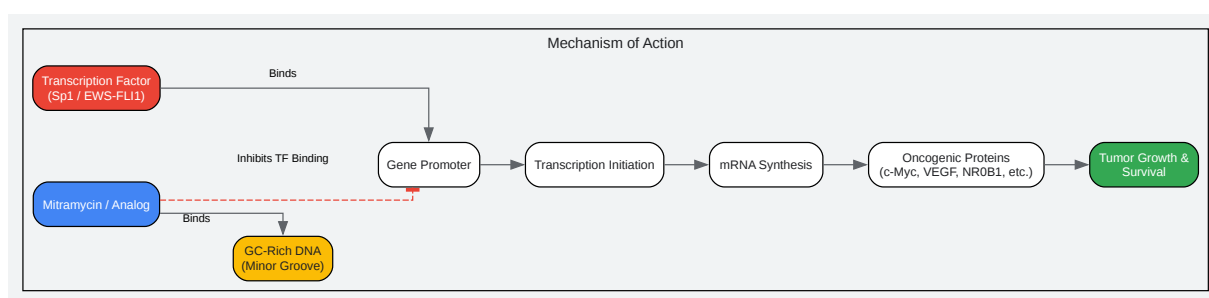 Mechanism of Action
Transcription Factor
(Sp1 / EWS-FLI1)
Binds
Inhibits TF Binding
Gene Promoter
Transcription Initiation
mRNA Synthesis
Oncogenic Proteins
(c-Myc, VEGF, NR0B1, etc.)
Tumor Growth &
Survival
Mitramycin / Analog
Binds
GC-Rich DNA
(Minor Groove)